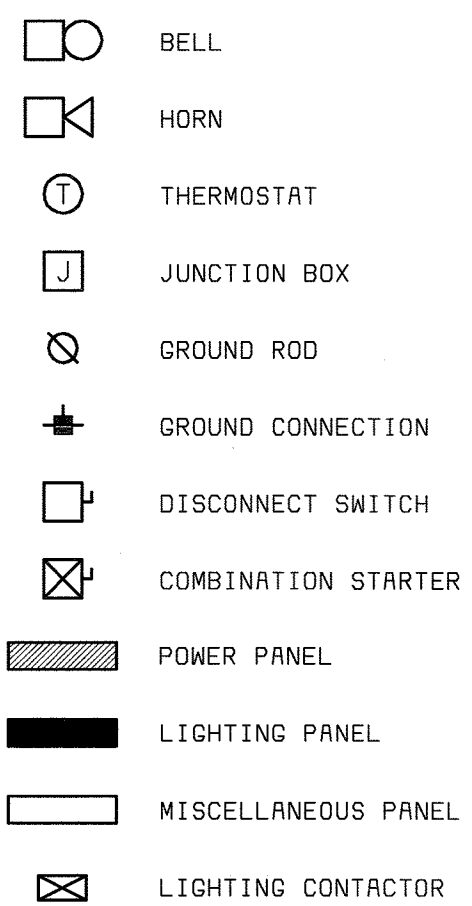 BELL
HORN
T THERMOSTAT
J JUNCTION BOX
GROUND ROD
GROUND CONNECTION
DISCONNECT SWITCH
COMBINATION STARTER
POWER PANEL
LIGHTING PANEL
MISCELLANEOUS PANEL
LIGHTING CONTACTOR